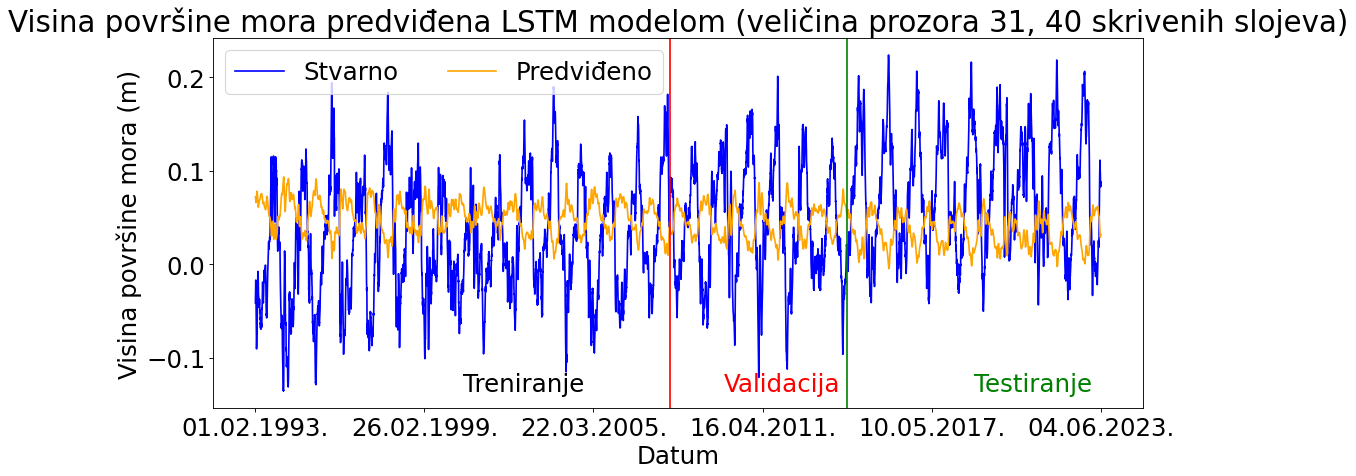 Visina površine mora predviđena LSTM modelom (veličina prozora 31, 40 skrivenih slojeva)
Stvarno Predviđeno
Visina površine mora (m)
0.2
0.1
0.0
−0.1
Treniranje Validacija Testiranje
01.02.1993. 26.02.1999. 22.03.2005. 16.04.2011. 10.05.2017. 04.06.2023.
Datum